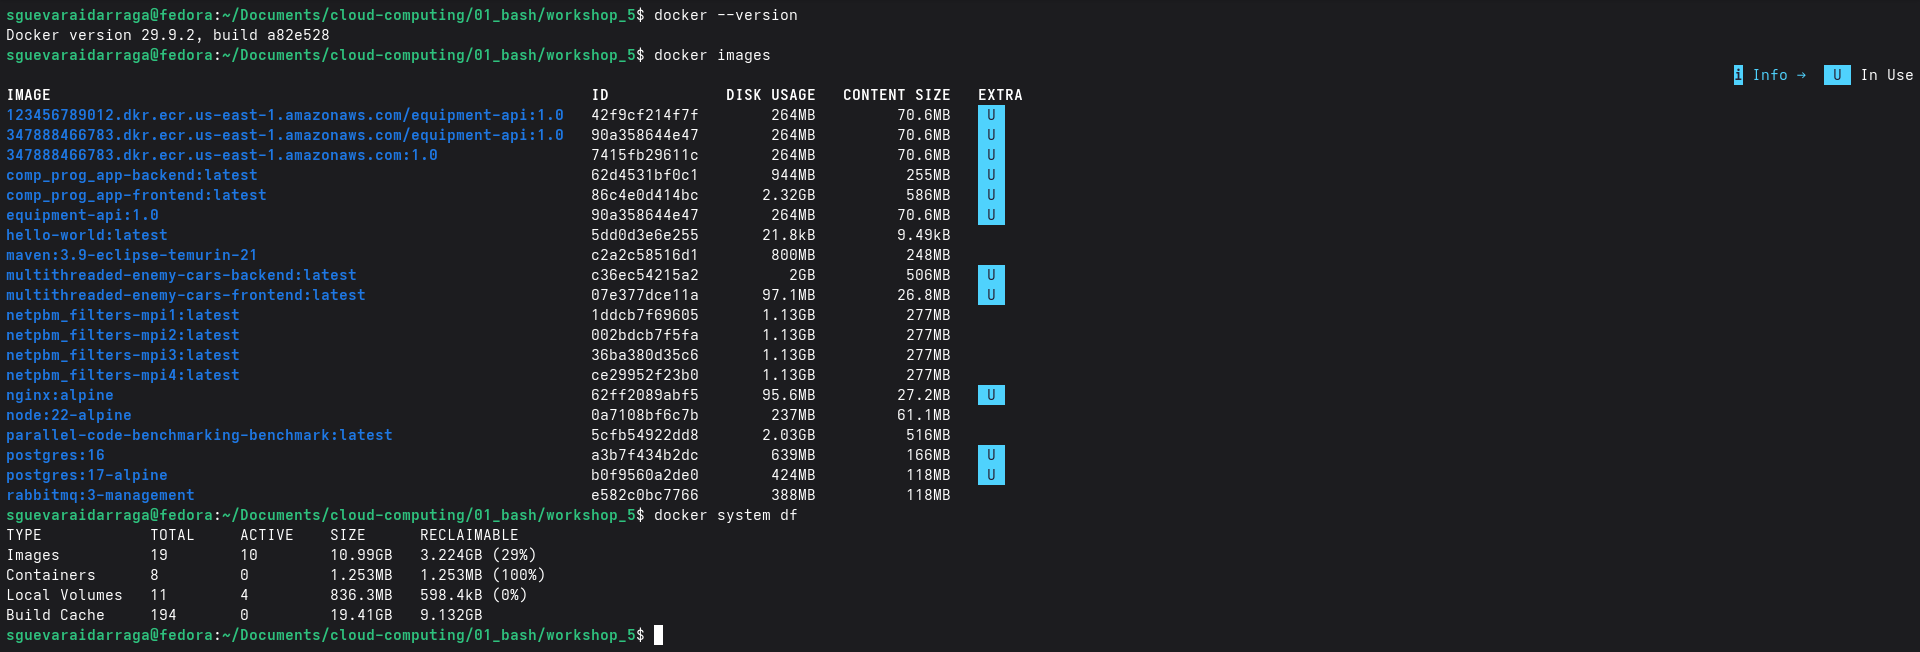 sguevaraidarraga@fedora:~/Documents/cloud-computing/01_bash/workshop_5$ docker --version
Docker version 29.9.2, build a82e528
sguevaraidarraga@fedora:~/Documents/cloud-computing/01_bash/workshop_5$ docker images
i Info → U In Use
IMAGE ID DISK USAGE CONTENT SIZE EXTRA
123456789012.dkr.ecr.us-east-1.amazonaws.com/equipment-api:1.0 42f9cf214f7f 264MB 70.6MB U
347888466783.dkr.ecr.us-east-1.amazonaws.com/equipment-api:1.0 90a358644e47 264MB 70.6MB U
347888466783.dkr.ecr.us-east-1.amazonaws.com:1.0 7415fb29611c 264MB 70.6MB U
comp_prog_app-backend:latest 62d4531bf0c1 944MB 255MB U
comp_prog_app-frontend:latest 86c4e0d414bc 2.32GB 586MB U
equipment-api:1.0 90a358644e47 264MB 70.6MB U
hello-world:latest 5dd0d3e6e255 21.8kB 9.49kB
maven:3.9-eclipse-temurin-21 c2a2c58516d1 800MB 248MB
multithreaded-enemy-cars-backend:latest c36ec54215a2 2GB 506MB U
multithreaded-enemy-cars-frontend:latest 07e377dce11a 97.1MB 26.8MB U
netpbm_filters-mpi1:latest 1ddcb7f69605 1.13GB 277MB
netpbm_filters-mpi2:latest 002bdcb7f5fa 1.13GB 277MB
netpbm_filters-mpi3:latest 36ba380d35c6 1.13GB 277MB
netpbm_filters-mpi4:latest ce29952f23b0 1.13GB 277MB
nginx:alpine 62ff2089abf5 95.6MB 27.2MB U
node:22-alpine 0a7108bf6c7b 237MB 61.1MB
parallel-code-benchmarking-benchmark:latest 5cfb54922dd8 2.03GB 516MB
postgres:16 a3b7f434b2dc 639MB 166MB U
postgres:17-alpine b0f9560a2de0 424MB 118MB U
rabbitmq:3-management e582c0bc7766 388MB 118MB
sguevaraidarraga@fedora:~/Documents/cloud-computing/01_bash/workshop_5$ docker system df
TYPE TOTAL ACTIVE SIZE RECLAIMABLE
Images 19 10 10.99GB 3.224GB (29%)
Containers 8 0 1.253MB 1.253MB (100%)
Local Volumes 11 4 836.3MB 598.4kB (0%)
Build Cache 194 0 19.41GB 9.132GB
sguevaraidarraga@fedora:~/Documents/cloud-computing/01_bash/workshop_5$